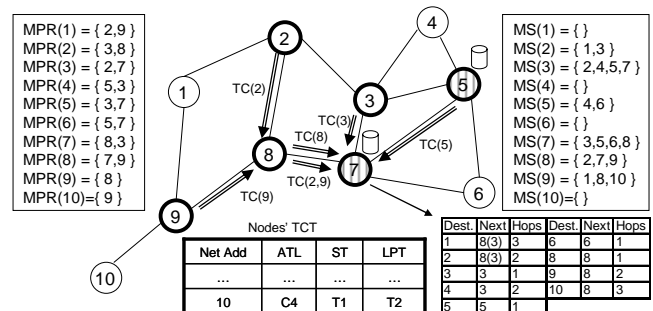 MPR(1) = { 2,9 }
MPR(2) = { 3,8 }
MPR(3) = { 2,7 }
MPR(4) = { 5,3 }
MPR(5) = { 3,7 }
MPR(6) = { 5,7 }
MPR(7) = { 8,3 }
MPR(8) = { 7,9 }
MPR(9) = { 8 }
MPR(10)={ 9 }
4
2
1
TC(2)
3
5
TC(3)
TC(8)
TC(5)
8
7
TC(2,9)
TC(9)
6
9
10
MS(1) = { }
MS(2) = { 1,3 }
MS(3) = { 2,4,5,7 }
MS(4) = { }
MS(5) = { 4,6 }
MS(6) = { }
MS(7) = { 3,5,6,8 }
MS(8) = { 2,7,9 }
MS(9) = { 1,8,10 }
MS(10)={ }
Nodes' TCT
Net Add ATL ST LPT
... ... ... ...
10 C4 T1 T2
Dest. Next Hops Dest. Next Hops
1 8(3) 3 6 6 1
2 8(3) 2 8 8 1
3 3 1 9 8 2
4 3 2 10 8 3
5 5 1